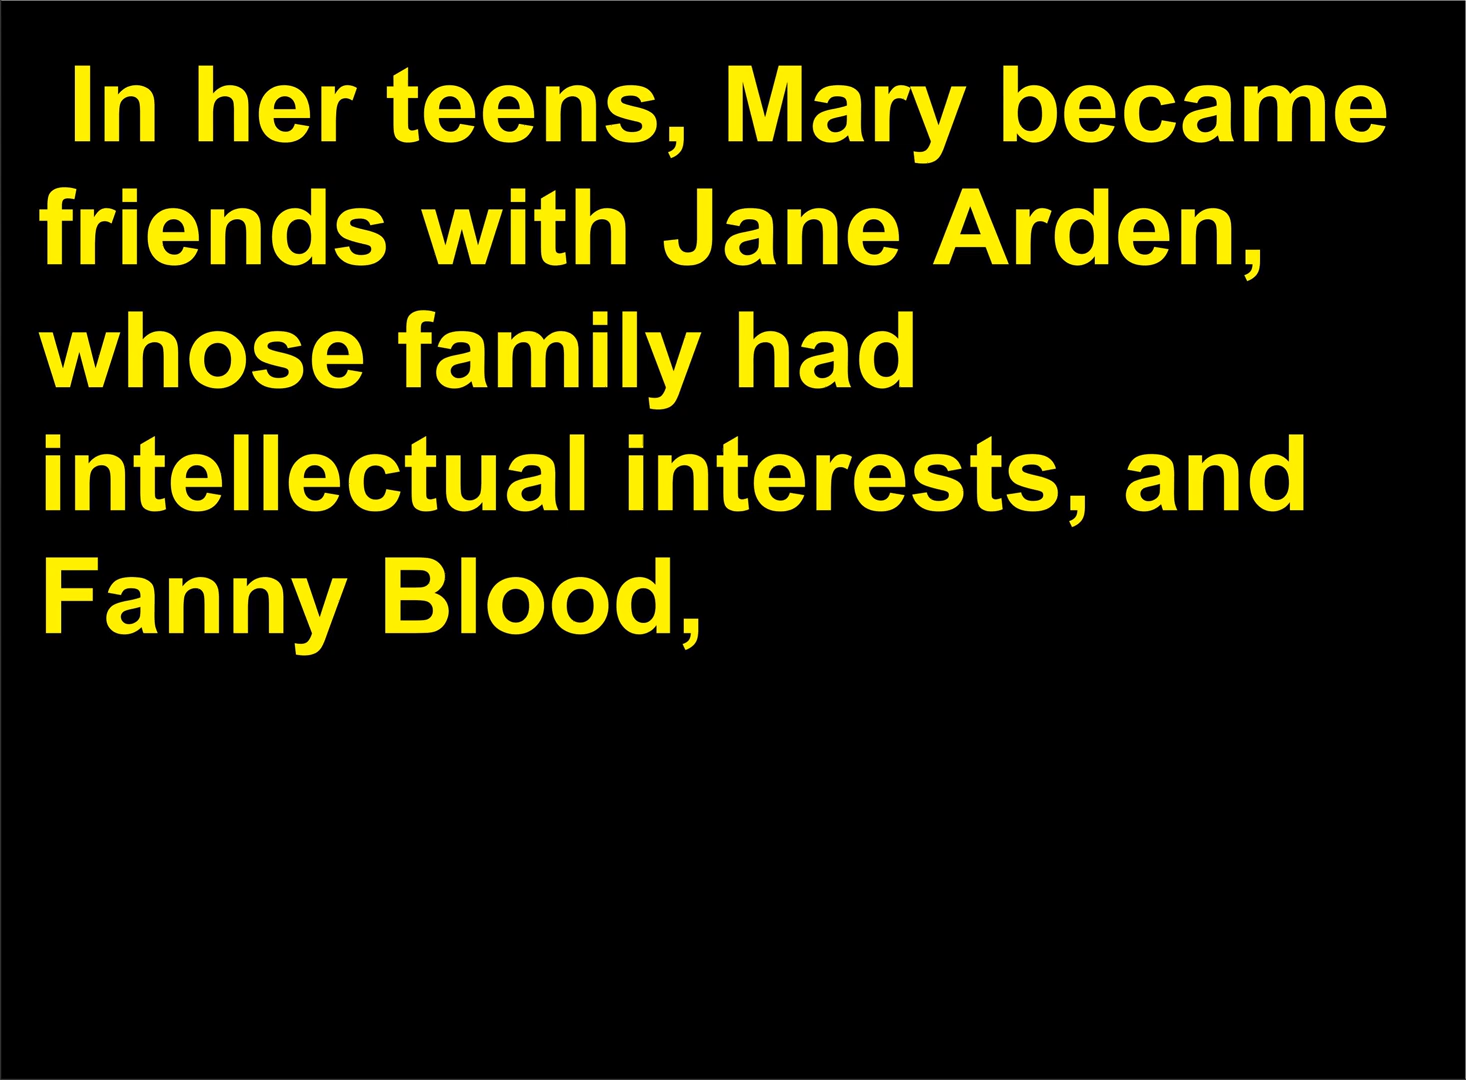 In her teens, Mary became
friends with Jane Arden,
whose family had
intellectual interests, and
Fanny Blood,